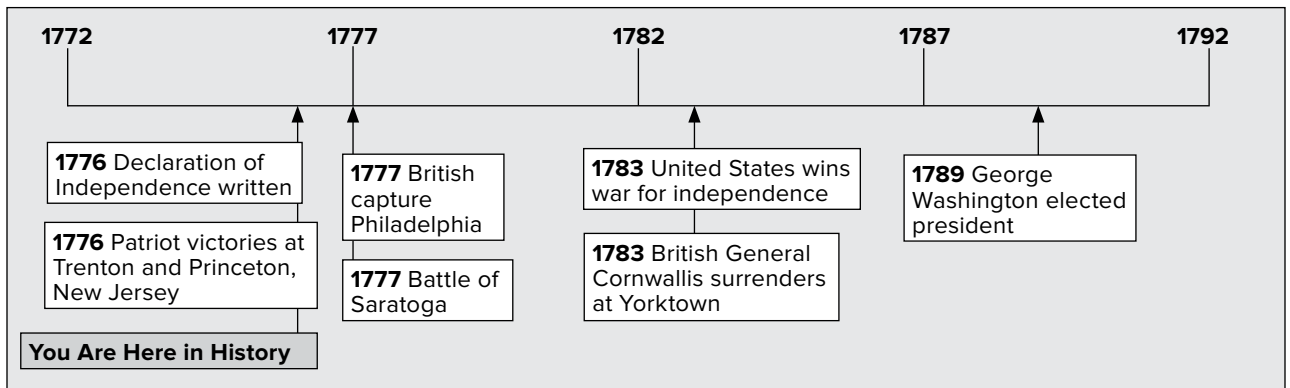 1772 1777 1782 1787 1792
1776 Declaration of
Independence written
1776 Patriot victories at
Trenton and Princeton,
New Jersey
You Are Here in History
1777 British
capture
Philadelphia
1777 Battle of
Saratoga
1783 United States wins
war for independence
1783 British General
Cornwallis surrenders
at Yorktown
1789 George
Washington elected
president